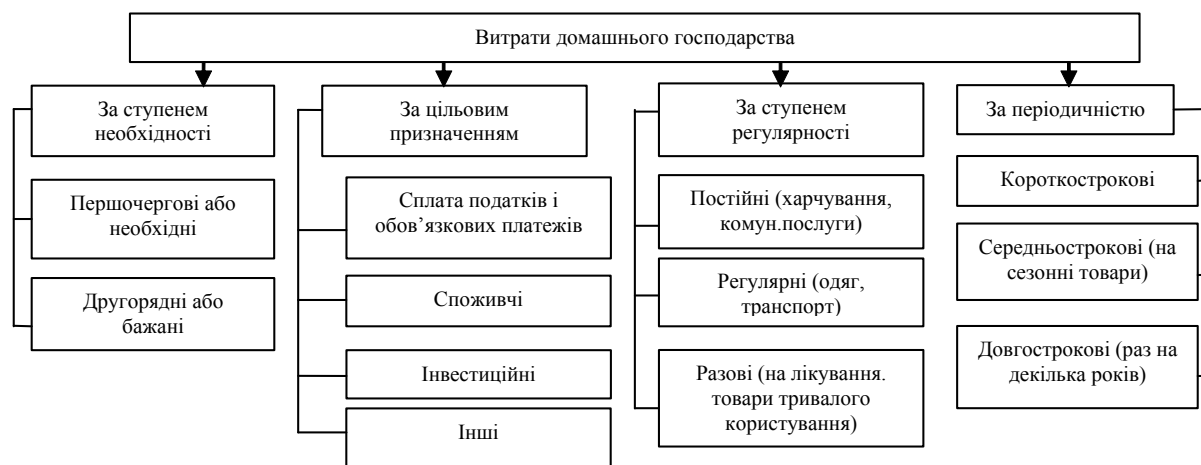 Витрати домашнього господарства
За ступенем
необхідності
Першочергові або
необхідні
Другорядні або
бажані
За цільовим
призначенням
Сплата податків і
обов’язкових платежів
Споживчі
Інвестиційні
Інші
За ступенем
регулярності
Постійні (харчування,
комун.послуги)
Регулярні (одяг,
транспорт)
Разові (на лікування.
товари тривалого
користування)
За періодичністю
Короткострокові
Середньострокові (на
сезонні товари)
Довгострокові (раз на
декілька років)